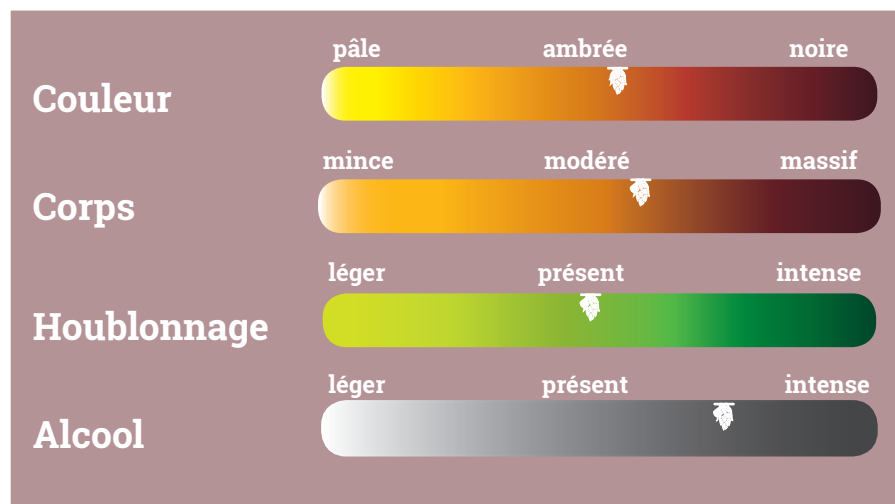 pâle ambrée noire
Couleur
mince modéré massif
Corps
léger présent intense
Houblonnage
léger présent intense
Alcool